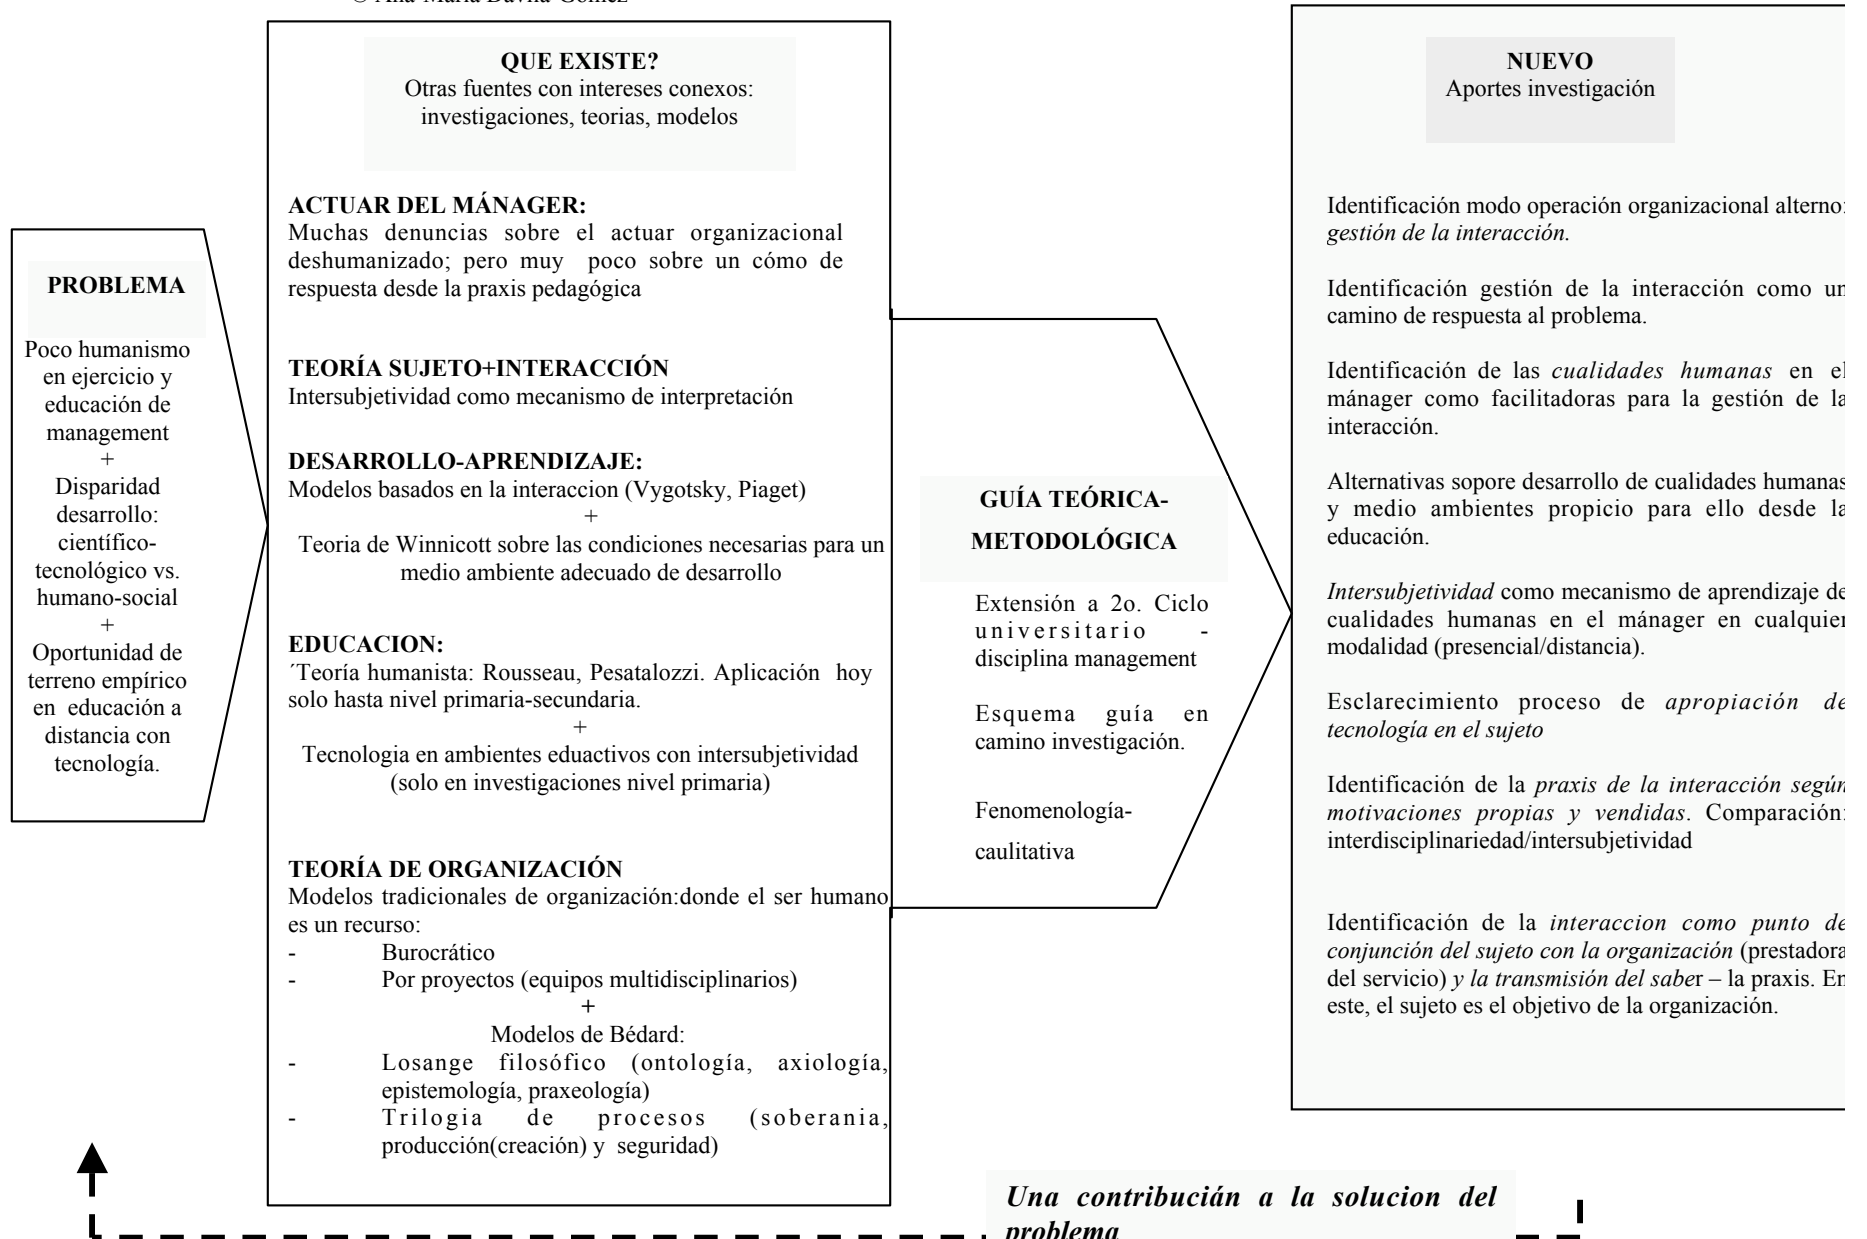 © Ana-María Dávila-Gómez
PROBLEMA
Poco humanismo
en ejercicio y
educación de
management
+
Disparidad
desarrollo:
científico-
tecnológico vs.
humano-social
+
Oportunidad de
terreno empírico
en educación a
distancia con
tecnología.
QUE EXISTE?
Otras fuentes con intereses conexos:
investigaciones, teorias, modelos
ACTUAR DEL MÁNAGER:
Muchas denuncias sobre el actuar organizacional
deshumanizado; pero muy poco sobre un cómo de
respuesta desde la praxis pedagógica
TEORÍA SUJETO+INTERACCIÓN
Intersubjetividad como mecanismo de interpretación
DESARROLLO-APRENDIZAJE:
Modelos basados en la interaccion (Vygotsky, Piaget)
+
Teoria de Winnicott sobre las condiciones necesarias para un
medio ambiente adecuado de desarrollo
EDUCACION:
´Teoría humanista: Rousseau, Pesatalozzi. Aplicación hoy
solo hasta nivel primaria-secundaria.
+
Tecnologia en ambientes eduactivos con intersubjetividad
(solo en investigaciones nivel primaria)
TEORÍA DE ORGANIZACIÓN
Modelos tradicionales de organización:donde el ser humano
es un recurso:
- Burocrático
- Por proyectos (equipos multidisciplinarios)
+
Modelos de Bédard:
- Losange filosófico (ontología, axiología,
epistemología, praxeología)
- Trilogia de procesos (soberania,
producción(creación) y seguridad)
GUÍA TEÓRICA-
METODOLÓGICA
Extensión a 2o. Ciclo
universitario -
disciplina management
Esquema guía en
camino investigación.
Fenomenología-
caulitativa
NUEVO
Aportes investigación
Identificación modo operación organizacional alterno:
gestión de la interacción.
Identificación gestión de la interacción como un
camino de respuesta al problema.
Identificación de las cualidades humanas en el
mánager como facilitadoras para la gestión de la
interacción.
Alternativas sopore desarrollo de cualidades humanas
y medio ambientes propicio para ello desde la
educación.
Intersubjetividad como mecanismo de aprendizaje de
cualidades humanas en el mánager en cualquier
modalidad (presencial/distancia).
Esclarecimiento proceso de apropiación de
tecnología en el sujeto
Identificación de la praxis de la interacción según
motivaciones propias y vendidas. Comparación:
interdisciplinariedad/intersubjetividad
Identificación de la interaccion como punto de
conjunción del sujeto con la organización (prestadora
del servicio) y la transmisión del saber – la praxis. En
este, el sujeto es el objetivo de la organización.
Una contribucián a la solucion del
problema